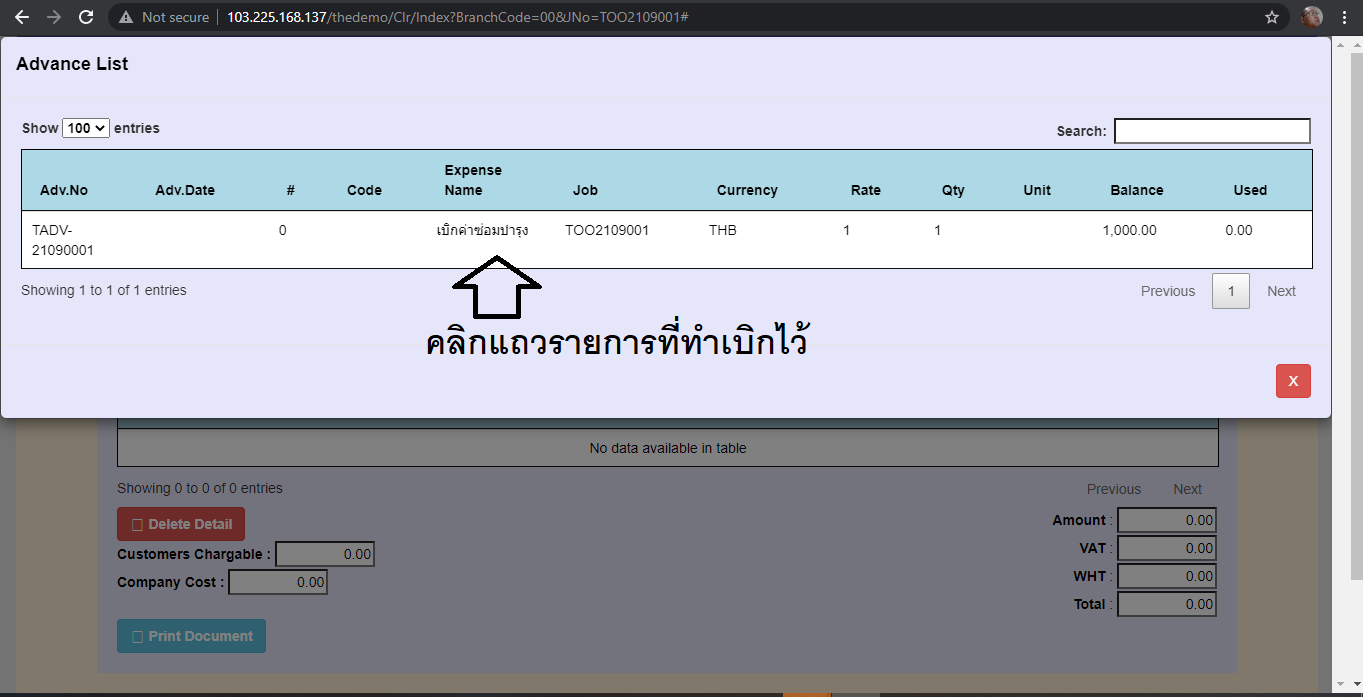 Not secure 103.225.168.137/thedemo/Clr/Index?BranchCode=00&JNo=TOO2109001#
Advance List
Show 100 entries
Search:
Adv.No Adv.Date # Code Expense Name Job Currency Rate Qty Unit Balance Used
TADV-21090001 0 เบิกค่าซ่อมบำรุง TOO2109001 THB 1 1 1,000.00 0.00
Showing 1 to 1 of 1 entries
Previous 1 Next
คลิกแถวรายการที่ทำเบิกไว้
X
No data available in table
Showing 0 to 0 of 0 entries
Previous Next
Delete Detail
Amount : 0.00
Customers Chargable : 0.00
VAT : 0.00
Company Cost : 0.00
WHT : 0.00
Total : 0.00
Print Document